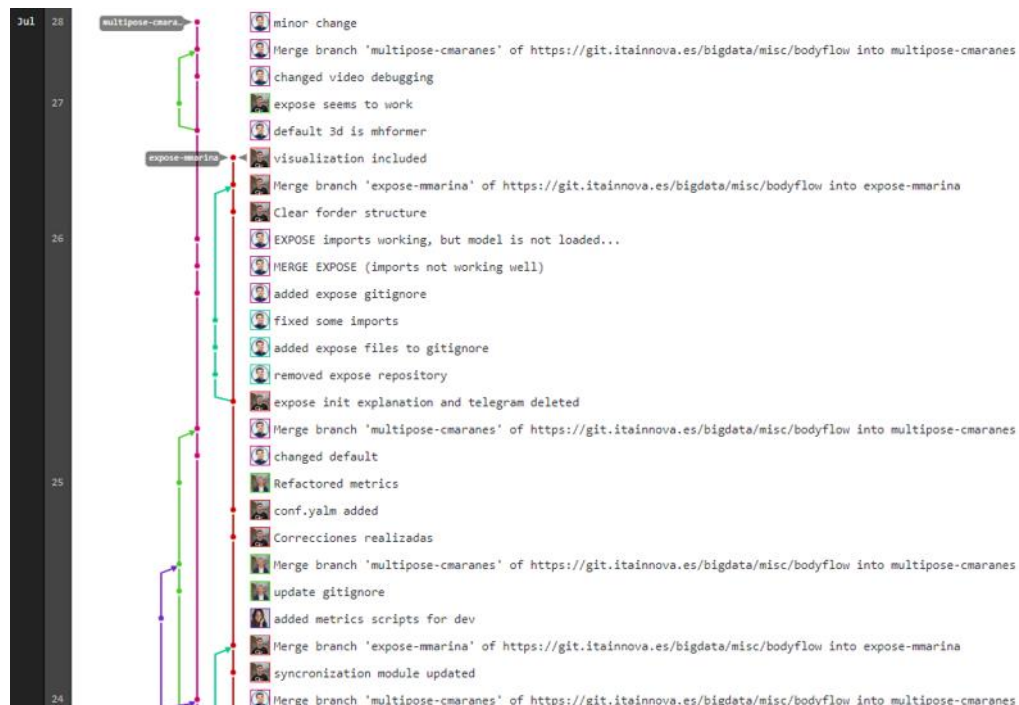 Jul 28 multipose-cmara… minor change
Merge branch 'multipose-cmaranes' of https://git.itainnova.es/bigdata/misc/bodyflow into multipose-cmaranes
changed video debugging
27 expose seems to work
default 3d is mhformer
expose-mmarina visualization included
Merge branch 'expose-mmarina' of https://git.itainnova.es/bigdata/misc/bodyflow into expose-mmarina
Clear forder structure
26 EXPOSE imports working, but model is not loaded...
MERGE EXPOSE (imports not working well)
added expose gitignore
fixed some imports
added expose files to gitignore
removed expose repository
expose init explanation and telegram deleted
Merge branch 'multipose-cmaranes' of https://git.itainnova.es/bigdata/misc/bodyflow into multipose-cmaranes
changed default
25 Refactored metrics
conf.yalm added
Correcciones realizadas
Merge branch 'multipose-cmaranes' of https://git.itainnova.es/bigdata/misc/bodyflow into multipose-cmaranes
update gitignore
added metrics scripts for dev
Merge branch 'expose-mmarina' of https://git.itainnova.es/bigdata/misc/bodyflow into expose-mmarina
syncronization module updated
24 Merge branch 'multipose-cmaranes' of https://git.itainnova.es/bigdata/misc/bodyflow into multipose-cmaranes